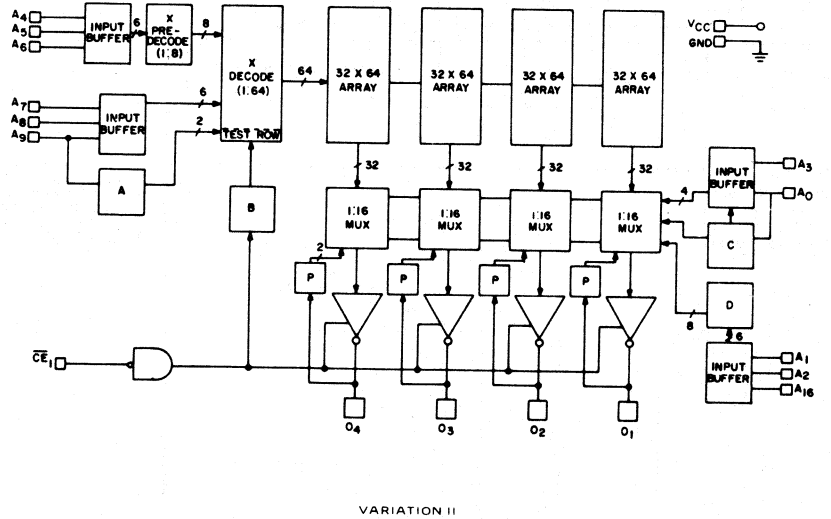 A4
A5
A6
INPUT
BUFFER
6
X
PRE-
DECODE
(1:8)
8
X
DECODE
(1:64)
TEST ROW
64
32 X 64
ARRAY
32 X 64
ARRAY
32 X 64
ARRAY
32 X 64
ARRAY
VCC
GND
A7
A8
A9
INPUT
BUFFER
6
2
A
B
32
32
32
32
1:16
MUX
1:16
MUX
1:16
MUX
1:16
MUX
4
INPUT
BUFFER
A3
A0
C
2
P
P
P
P
8
D
6
INPUT
BUFFER
A1
A2
A16
CE1
O4
O3
O2
O1
VARIATION II